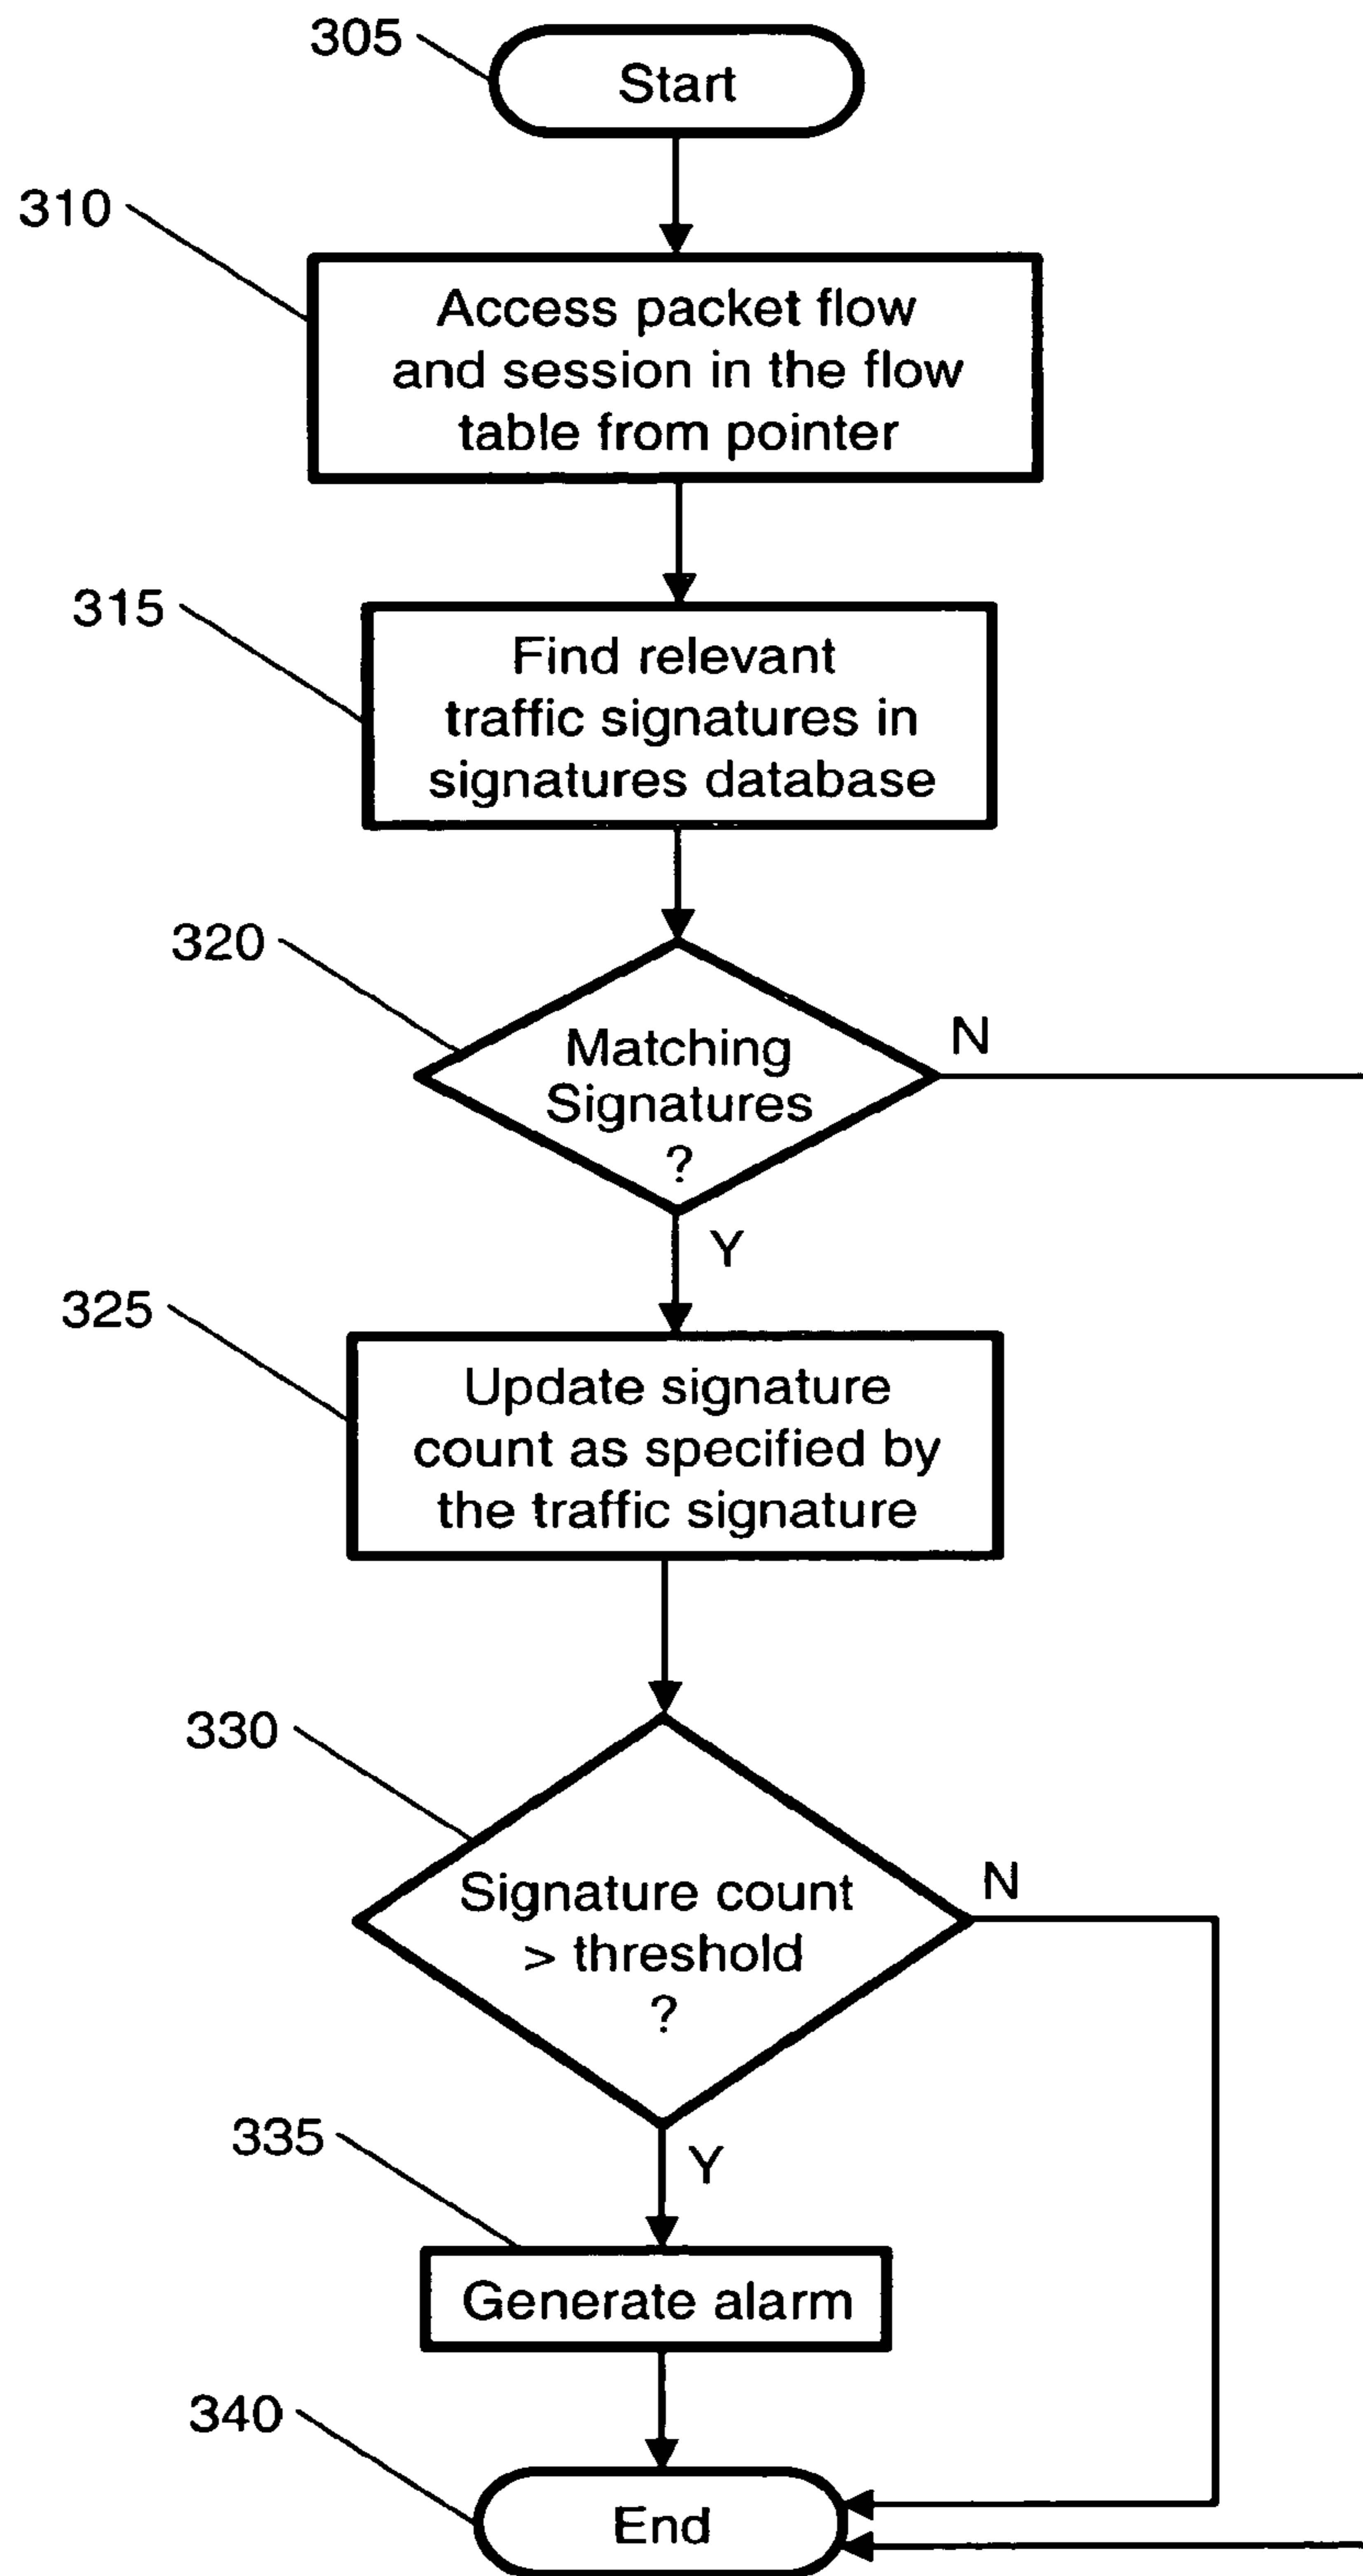 305
Start
310
Access packet flow
and session in the flow
table from pointer
315
Find relevant
traffic signatures in
signatures database
320
Matching
Signatures
?
N
Y
325
Update signature
count as specified by
the traffic signature
330
Signature count
> threshold
?
N
Y
335
Generate alarm
340
End